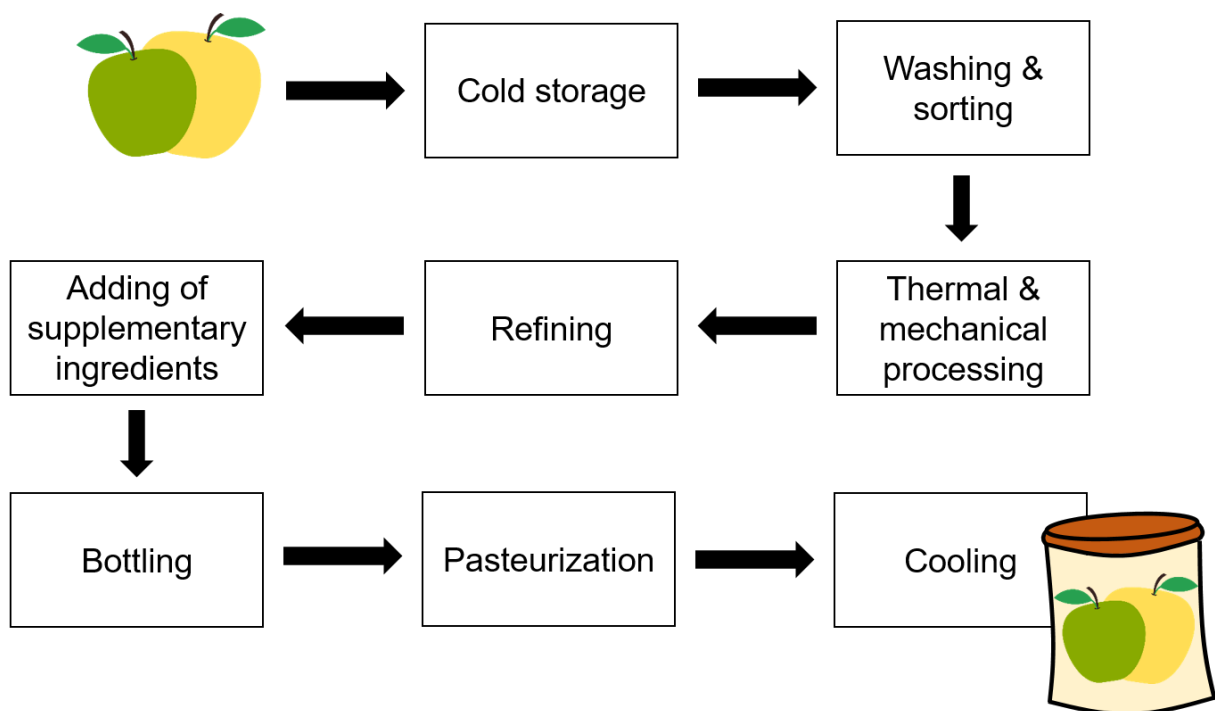 Cold storage
Washing &
sorting
Thermal &
mechanical
processing
Refining
Adding of
supplementary
ingredients
Bottling
Pasteurization
Cooling